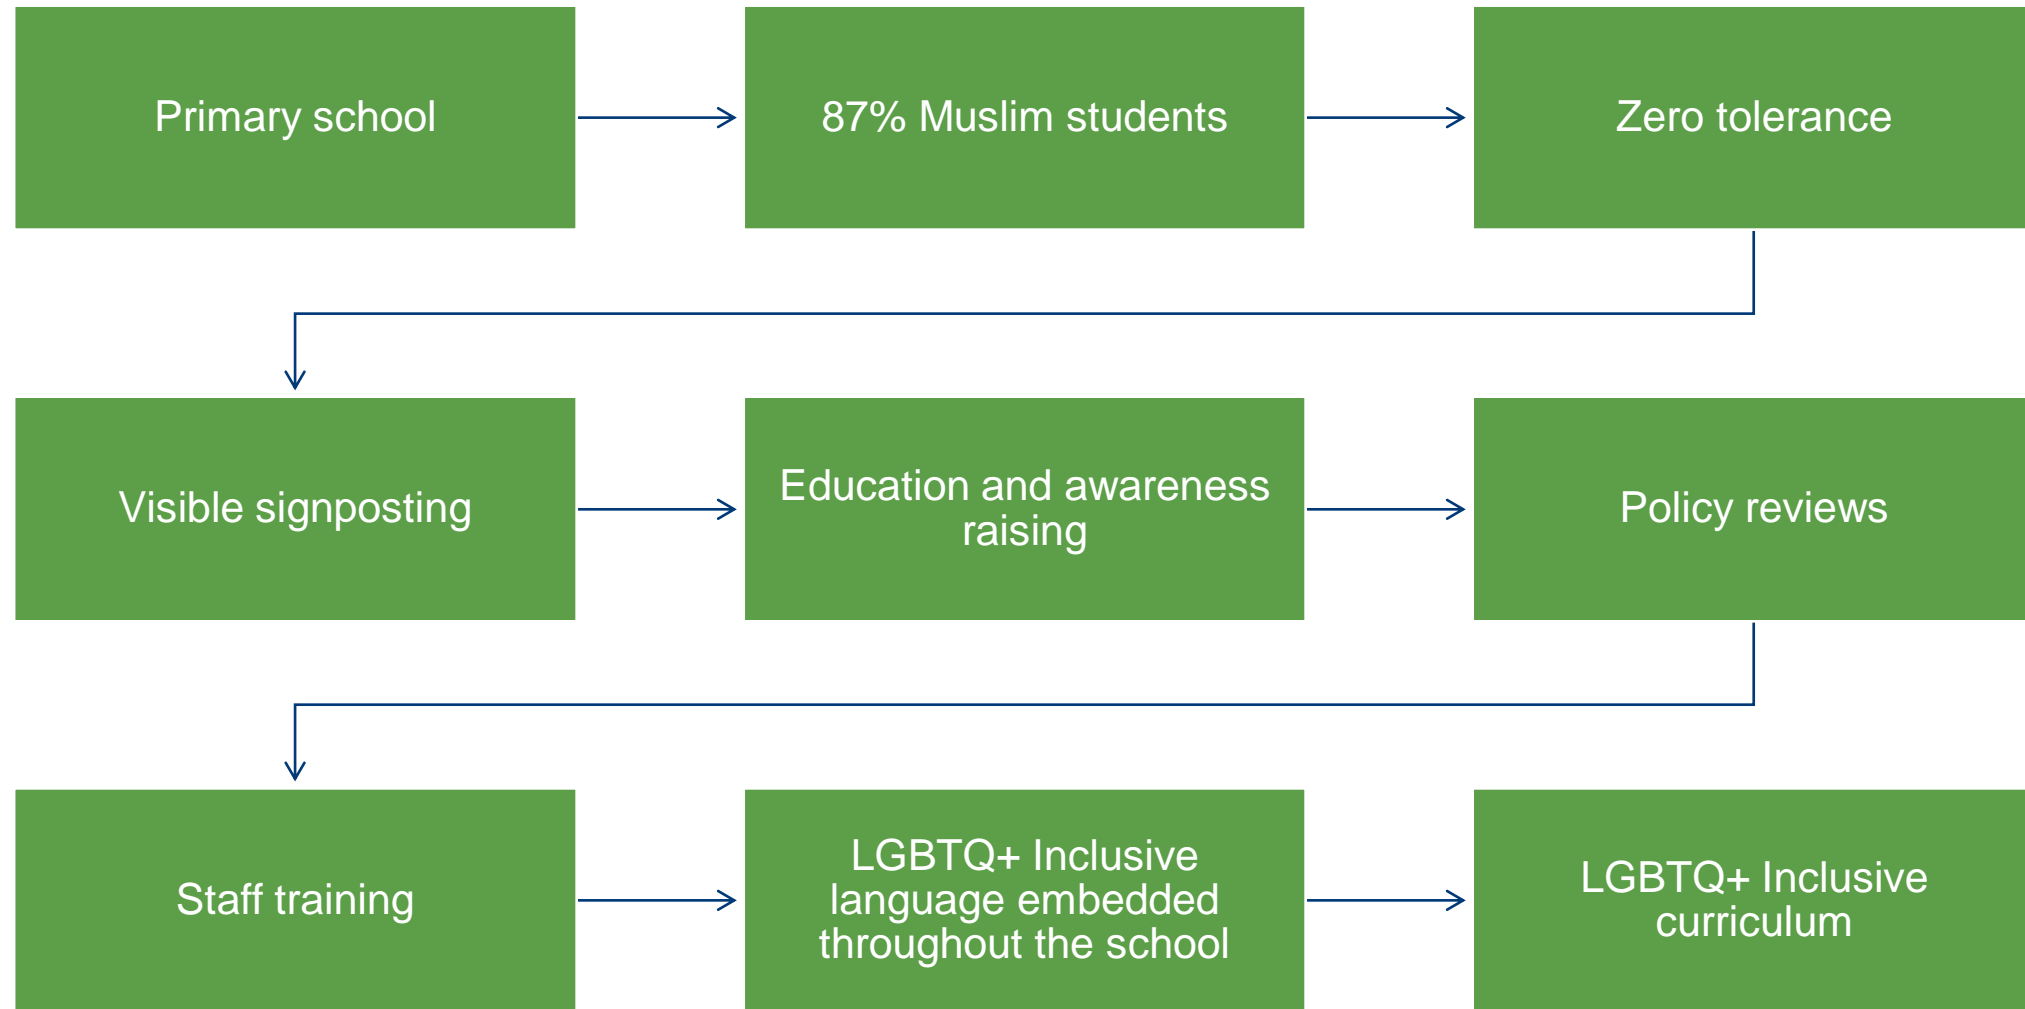 Primary school
87% Muslim students
Zero tolerance
Visible signposting
Education and awareness
raising
Policy reviews
Staff training
LGBTQ+ Inclusive
language embedded
throughout the school
LGBTQ+ Inclusive
curriculum